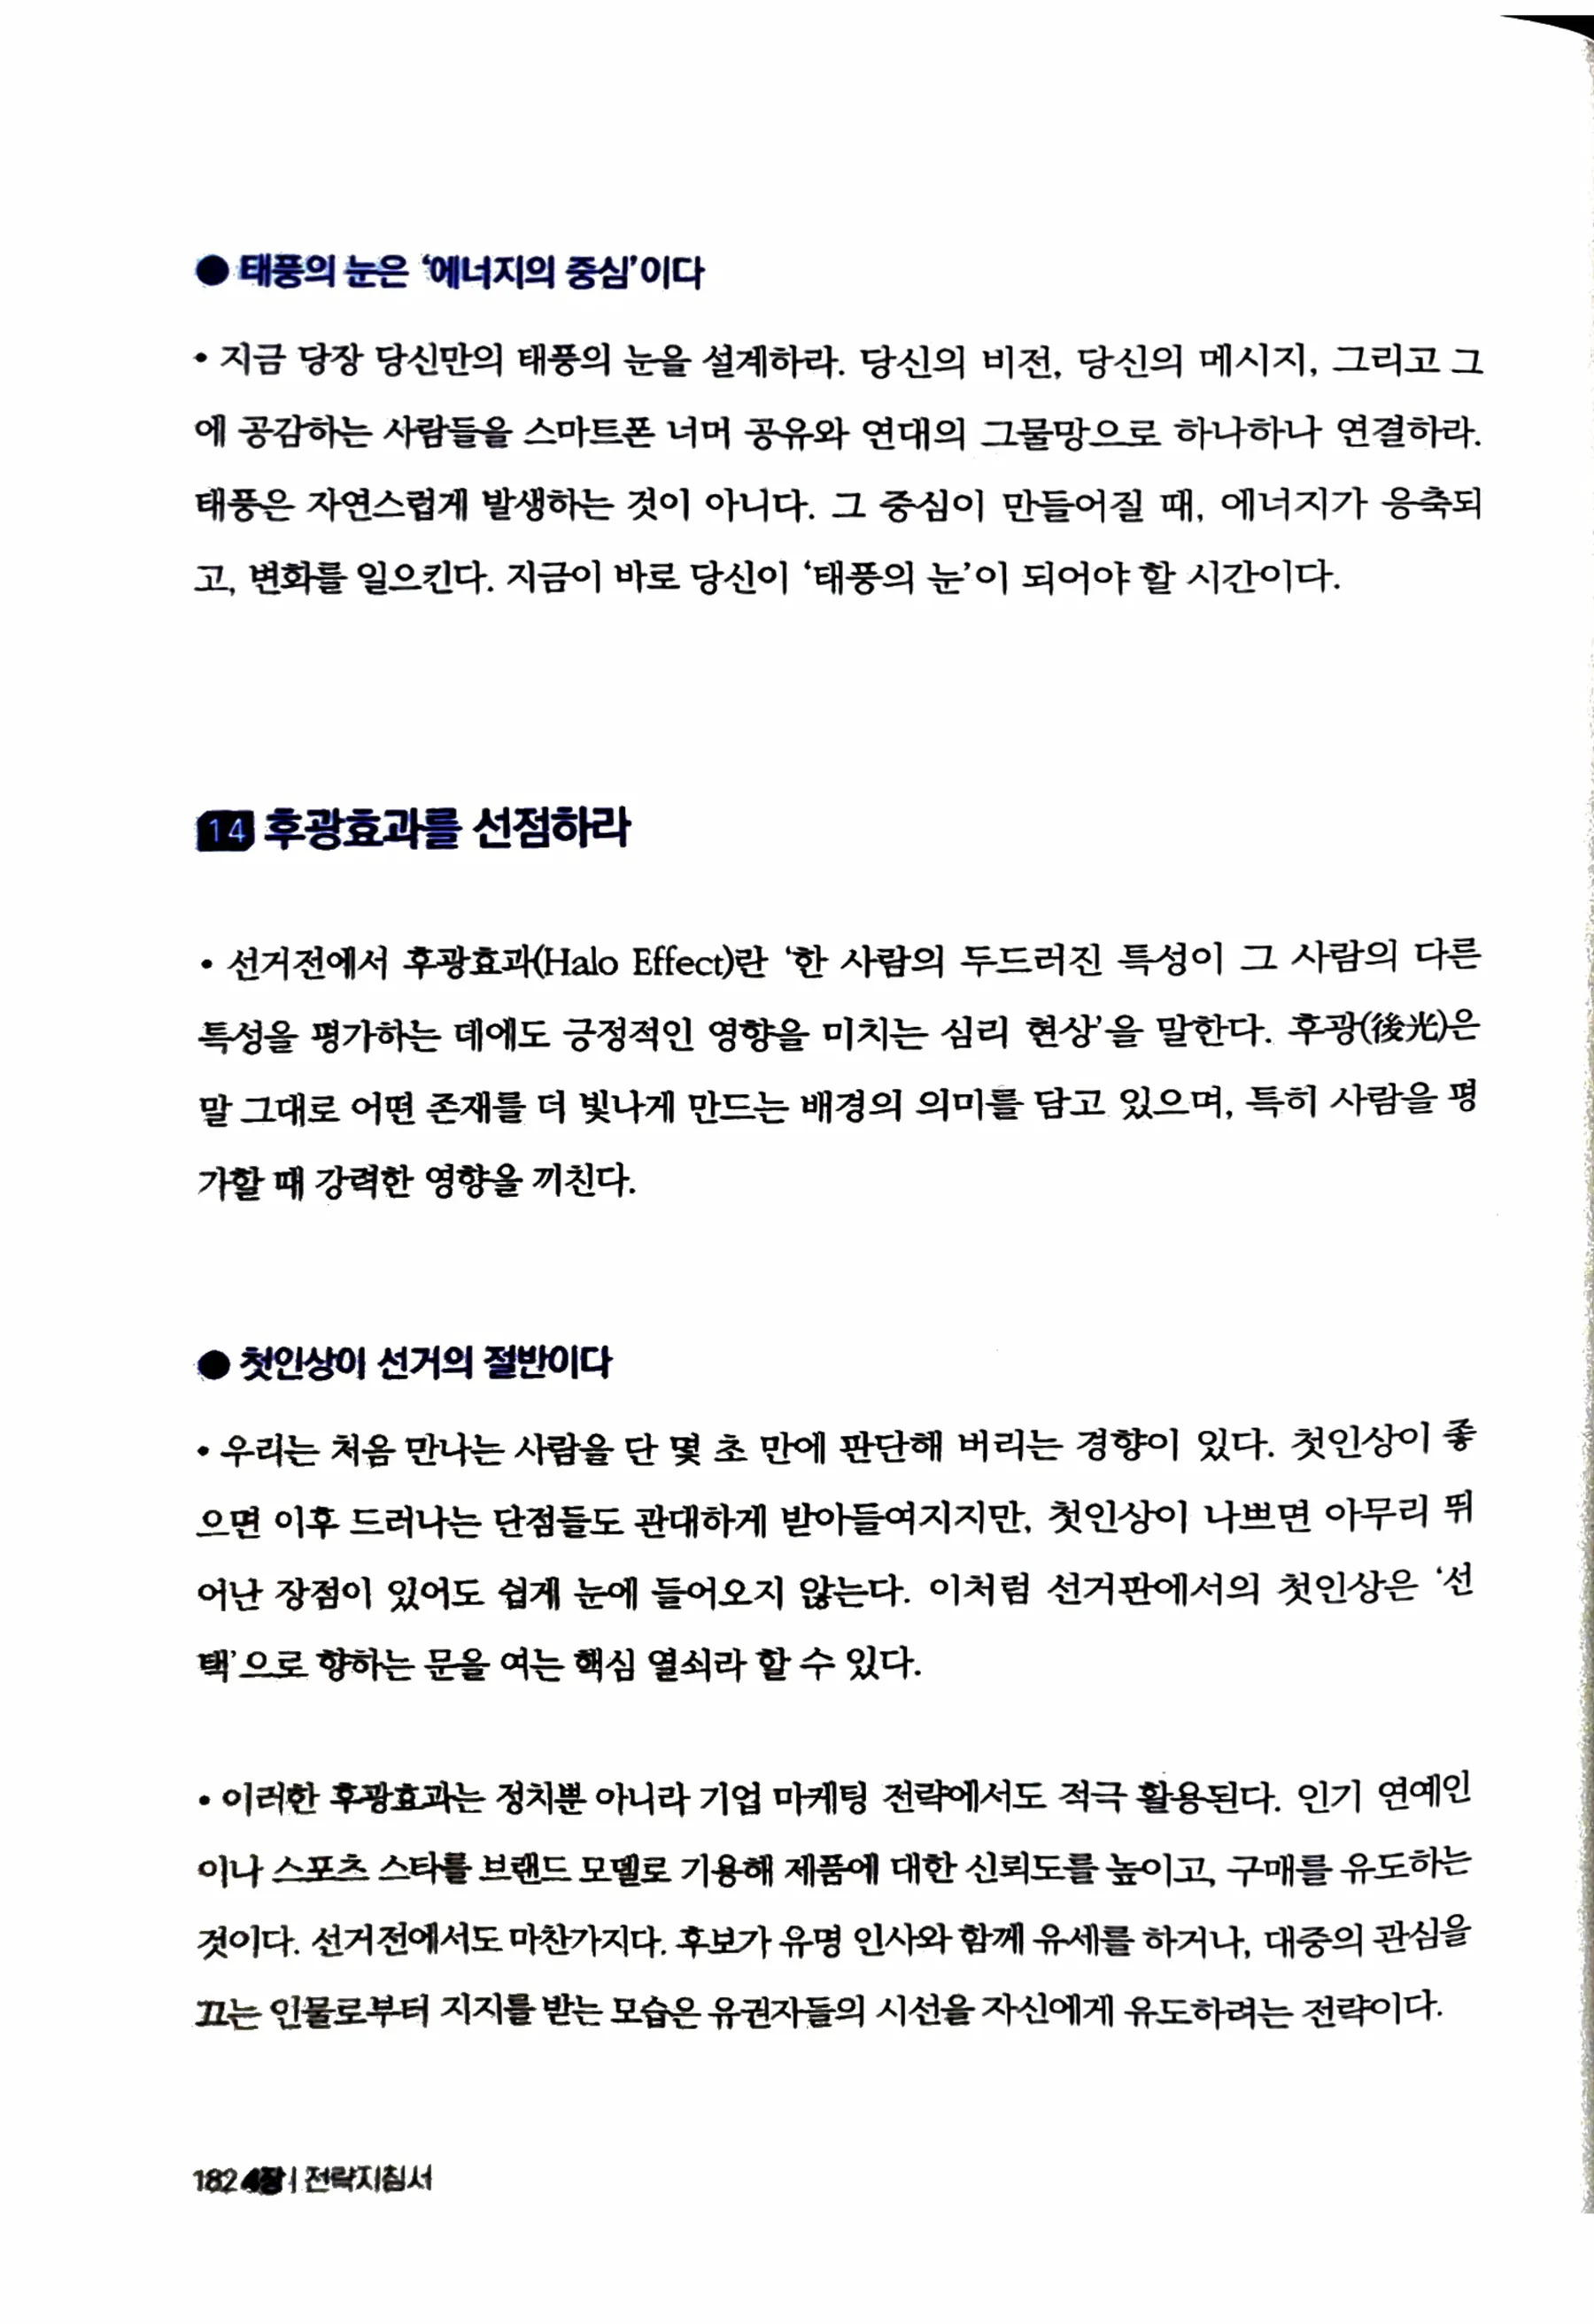 ● 태풍의 눈은 ‘에너지의 중심’이다
• 지금 당장 당신만의 태풍의 눈을 설계하라. 당신의 비전, 당신의 메시지, 그리고 그
에 공감하는 사람들을 스마트폰 너머 공유와 연대의 그물망으로 하나하나 연결하라.
태풍은 자연스럽게 발생하는 것이 아니다. 그 중심이 만들어질 때, 에너지가 응축되
고, 변화를 일으킨다. 지금이 바로 당신이 ‘태풍의 눈’이 되어야 할 시간이다.
14 후광효과를 선점하라
• 선거전에서 후광효과(Halo Effect)란 ‘한 사람의 두드러진 특성이 그 사람의 다른
특성을 평가하는 데에도 긍정적인 영향을 미치는 심리 현상’을 말한다. 후광(後光)은
말 그대로 어떤 존재를 더 빛나게 만드는 배경의 의미를 담고 있으며, 특히 사람을 평
가할 때 강력한 영향을 끼친다.
● 첫인상이 선거의 절반이다
• 우리는 처음 만나는 사람을 단 몇 초 만에 판단해 버리는 경향이 있다. 첫인상이 좋
으면 이후 드러나는 단점들도 관대하게 받아들여지지만, 첫인상이 나쁘면 아무리 뛰
어난 장점이 있어도 쉽게 눈에 들어오지 않는다. 이처럼 선거판에서의 첫인상은 ‘선
택’으로 향하는 문을 여는 핵심 열쇠라 할 수 있다.
• 이러한 후광효과는 정치뿐 아니라 기업 마케팅 전략에서도 적극 활용된다. 인기 연예인
이나 스포츠 스타를 브랜드 모델로 기용해 제품에 대한 신뢰도를 높이고, 구매를 유도하는
것이다. 선거전에서도 마찬가지다. 후보가 유명 인사와 함께 유세를 하거나, 대중의 관심을
끄는 인물로부터 지지를 받는 모습은 유권자들의 시선을 자신에게 유도하려는 전략이다.
182 4장 | 전략지침서